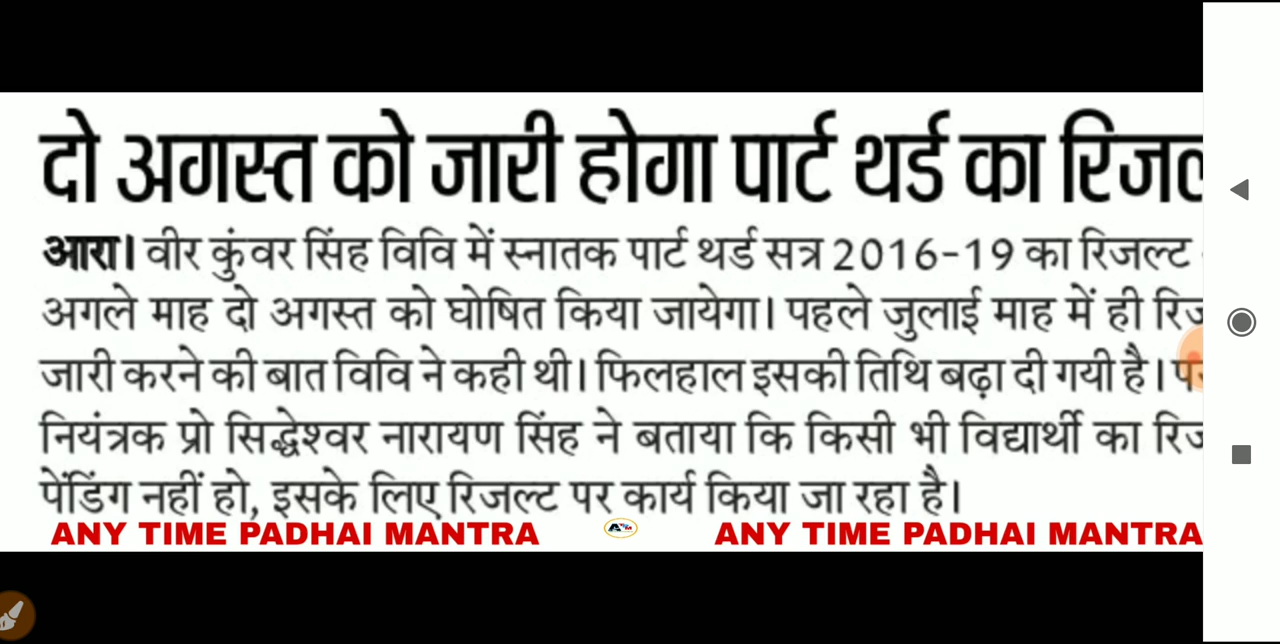 दो अगस्त को जारी होगा पार्ट थर्ड का
आरा। वीर कुंवर सिंह विवि में स्नातक पार्ट थर्ड सत्र 2016-19 का रिजल्ट
अगले माह दो अगस्त को घोषित किया जायेगा। पहले जुलाई माह में ही
जारी करने की बात विवि ने कही थी। फिलहाल इसकी तिथि बढ़ा दी गयी है।
नियंत्रक प्रो सिद्धेश्वर नारायण सिंह ने बताया कि किसी भी विद्यार्थी का
पेंडिंग नहीं हो, इसके लिए रिजल्ट पर कार्य किया जा रहा है।
ANY TIME PADHAI MANTRA ANY TIME PADHAI MANTRA